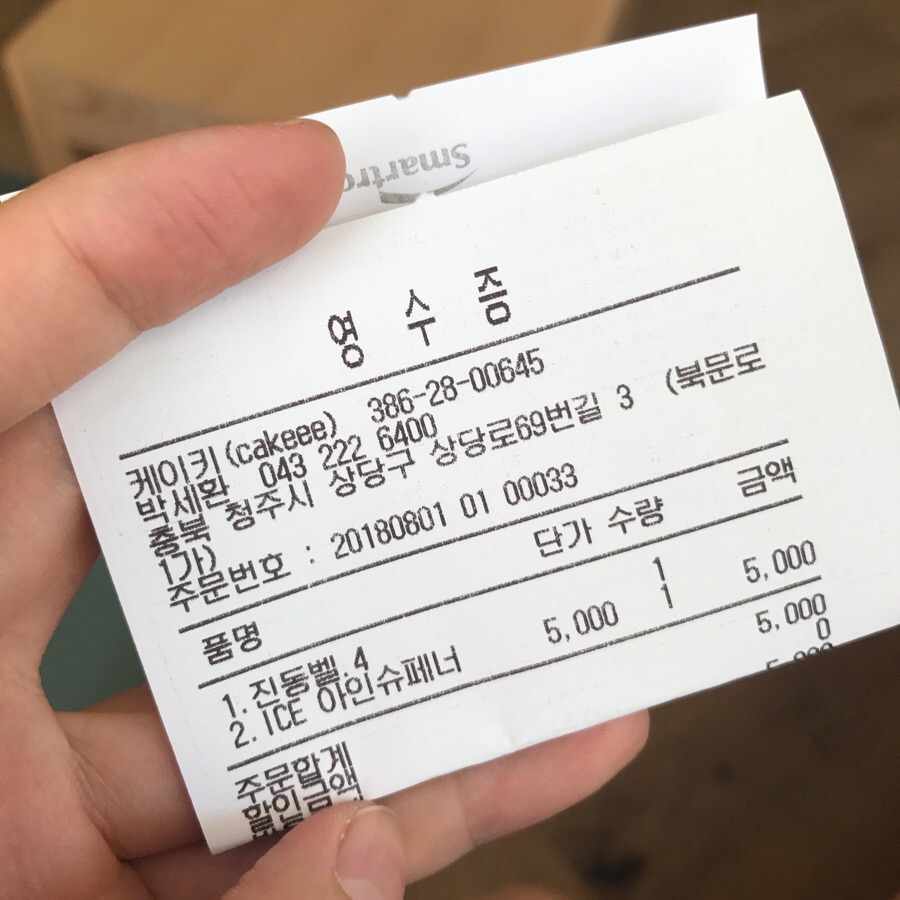 Smartro
영 수 증
케이키(cakeee) 386-28-00645
박세환 043 222 6400
충북 청주시 상당구 상당로69번길 3 (북문로
1가)
주문번호 : 20180801 01 00033
품명 단가 수량 금액
1. 진동벨.4 1
2. ICE 아인슈페너 5,000 1 5,000
주문합계 5,000
할인금액 0
5,000